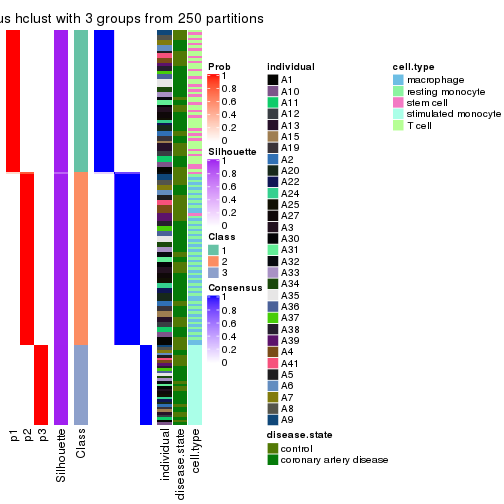 us hclust with 3 groups from 250 partitions
Prob
1
0.8
0.6
0.4
0.2
0
Silhouette
1
0.8
0.6
0.4
0.2
0
Class
1
2
3
Consensus
1
0.8
0.6
0.4
0.2
0
individual
A1
A10
A11
A12
A13
A15
A19
A2
A20
A22
A24
A25
A27
A3
A30
A31
A32
A33
A34
A35
A36
A37
A38
A39
A4
A41
A5
A6
A7
A8
A9
disease.state
control
coronary artery disease
cell.type
macrophage
resting monocyte
stem cell
stimulated monocyte
T cell
p1
p2
p3
Silhouette
Class
individual
disease.state
cell.type